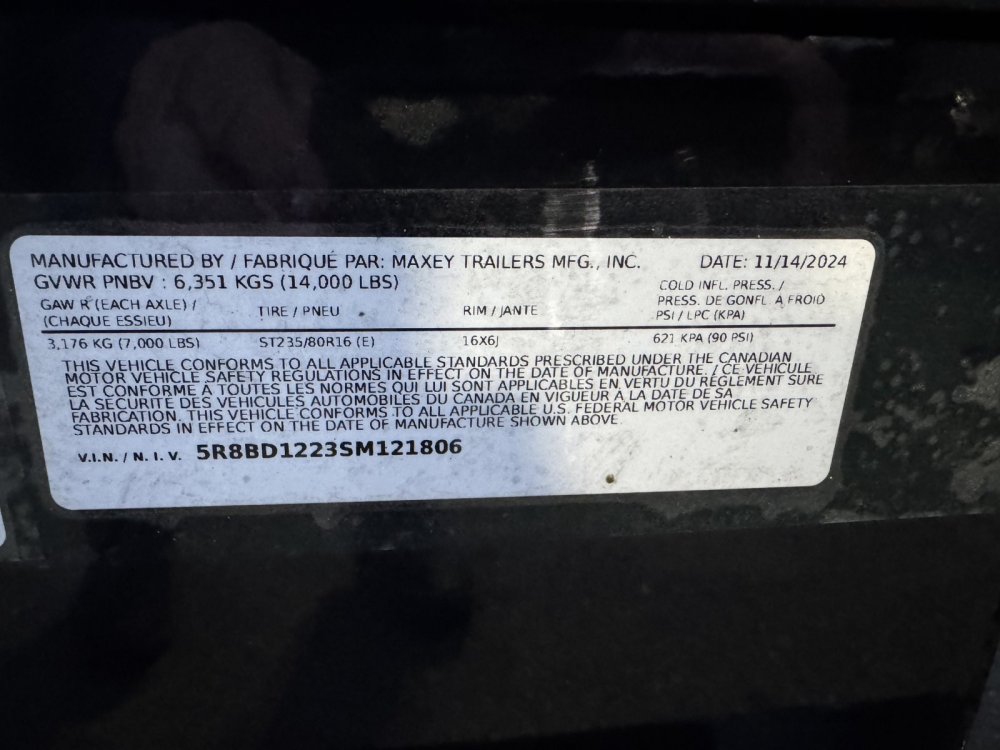 MANUFACTURED BY / FABRIQUÉ PAR: MAXEY TRAILERS MFG., INC. DATE: 11/14/2024
GVWR PNBV : 6,351 KGS (14,000 LBS)
GAW R (EACH AXLE) / (CHAQUE ESSIEU) TIRE / PNEU RIM / JANTE COLD INFL. PRESS. / PRESS. DE GONFL. A FROID PSI / LPC (KPA)
3,176 KG (7,000 LBS) ST235/80R16 (E) 16X6J 621 KPA (90 PSI)
THIS VEHICLE CONFORMS TO ALL APPLICABLE STANDARDS PRESCRIBED UNDER THE CANADIAN
MOTOR VEHICLE SAFETY REGULATIONS IN EFFECT ON THE DATE OF MANUFACTURE. / CE VEHICULE
EST CONFORME A TOUTES LES NORMES QUI LUI SONT APPLICABLES EN VERTU DU RÈGLEMENT SURE
LA SÉCURITÉ DES VEHICULES AUTOMOBILES DU CANADA EN VIGUEUR A LA DATE DE SA
FABRICATION. THIS VEHICLE CONFORMS TO ALL APPLICABLE U.S. FEDERAL MOTOR VEHICLE SAFETY
STANDARDS IN EFFECT ON THE DATE OF MANUFACTURE SHOWN ABOVE
V.I.N. / N. I. V. 5R8BD1223SM121806